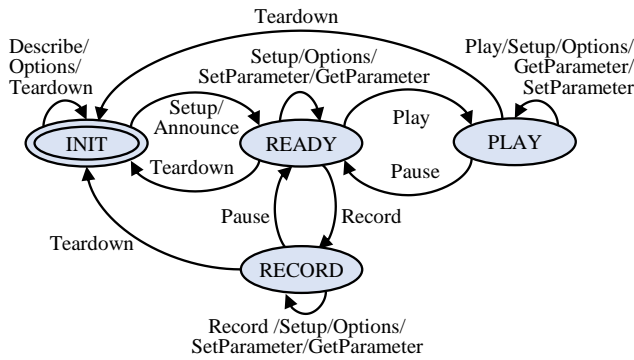 Teardown
Describe/
Options/
Teardown
Setup/Options/
SetParameter/GetParameter
Play/Setup/Options/
GetParameter/
SetParameter
Setup/
Announce
Play
INIT
READY
PLAY
Teardown
Pause
Pause
Record
Teardown
RECORD
Record /Setup/Options/
SetParameter/GetParameter